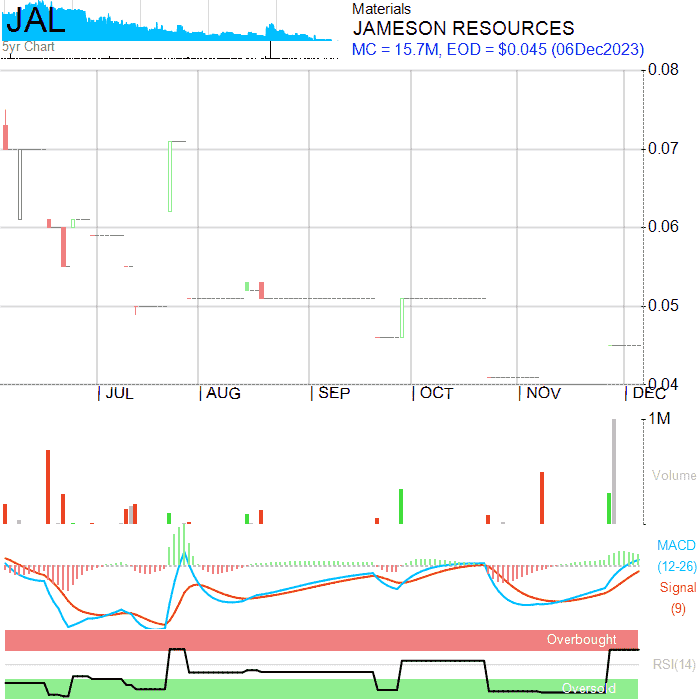 JAL
5yr Chart
Materials
JAMESON RESOURCES
MC = 15.7M, EOD = $0.045 (06Dec2023)
0.08
0.07
0.06
0.05
0.04
JUL
AUG
SEP
OCT
NOV
DEC
1M
Volume
MACD
(12-26)
Signal
(9)
Overbought
RSI(14)
Oversold